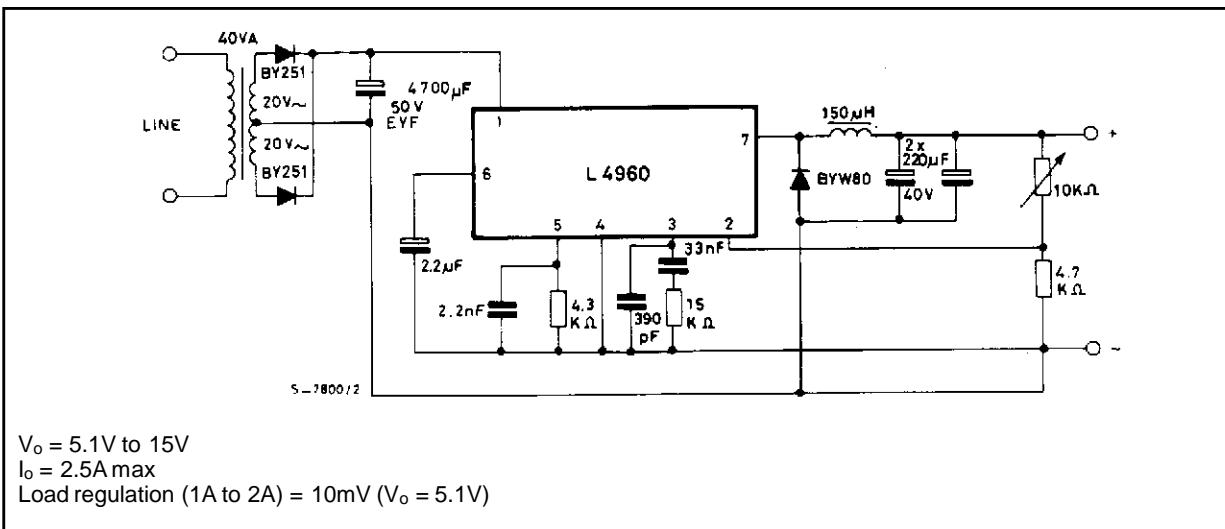 40VA
BY251
20V~
20V~
BY251
LINE
4700µF
50V
EYF
1
7
6
L4960
5
4
3
2
150µH
2x
220µF
40V
BYW80
10KΩ
+
2.2µF
2.2nF
4.3
KΩ
390
pF
33nF
15
KΩ
4.7
KΩ
~
S-7800/2
Vo = 5.1V to 15V
Io = 2.5A max
Load regulation (1A to 2A) = 10mV (Vo = 5.1V)